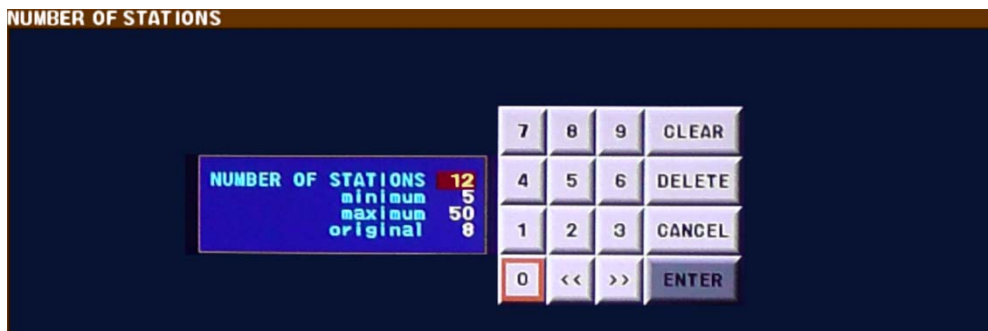 NUMBER OF STATIONS
NUMBER OF STATIONS 12
minimum 5
maximum 50
original 8
7 8 9 CLEAR
4 5 6 DELETE
1 2 3 CANCEL
0 << >> ENTER